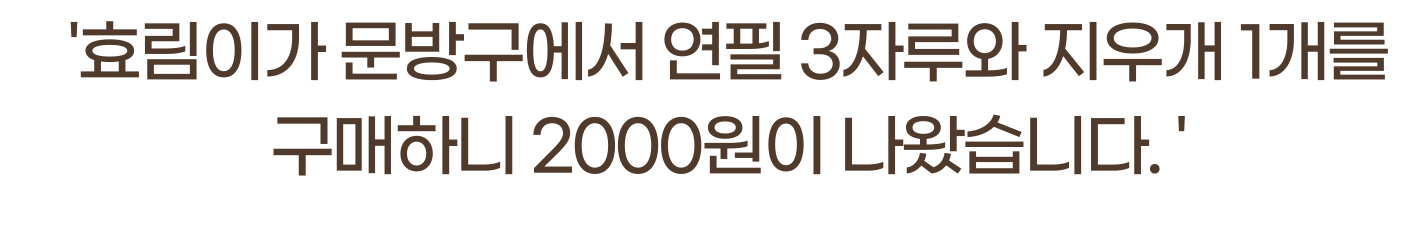 '효림이가 문방구에서 연필 3자루와 지우개 1개를
구매하니 2000원이 나왔습니다. '